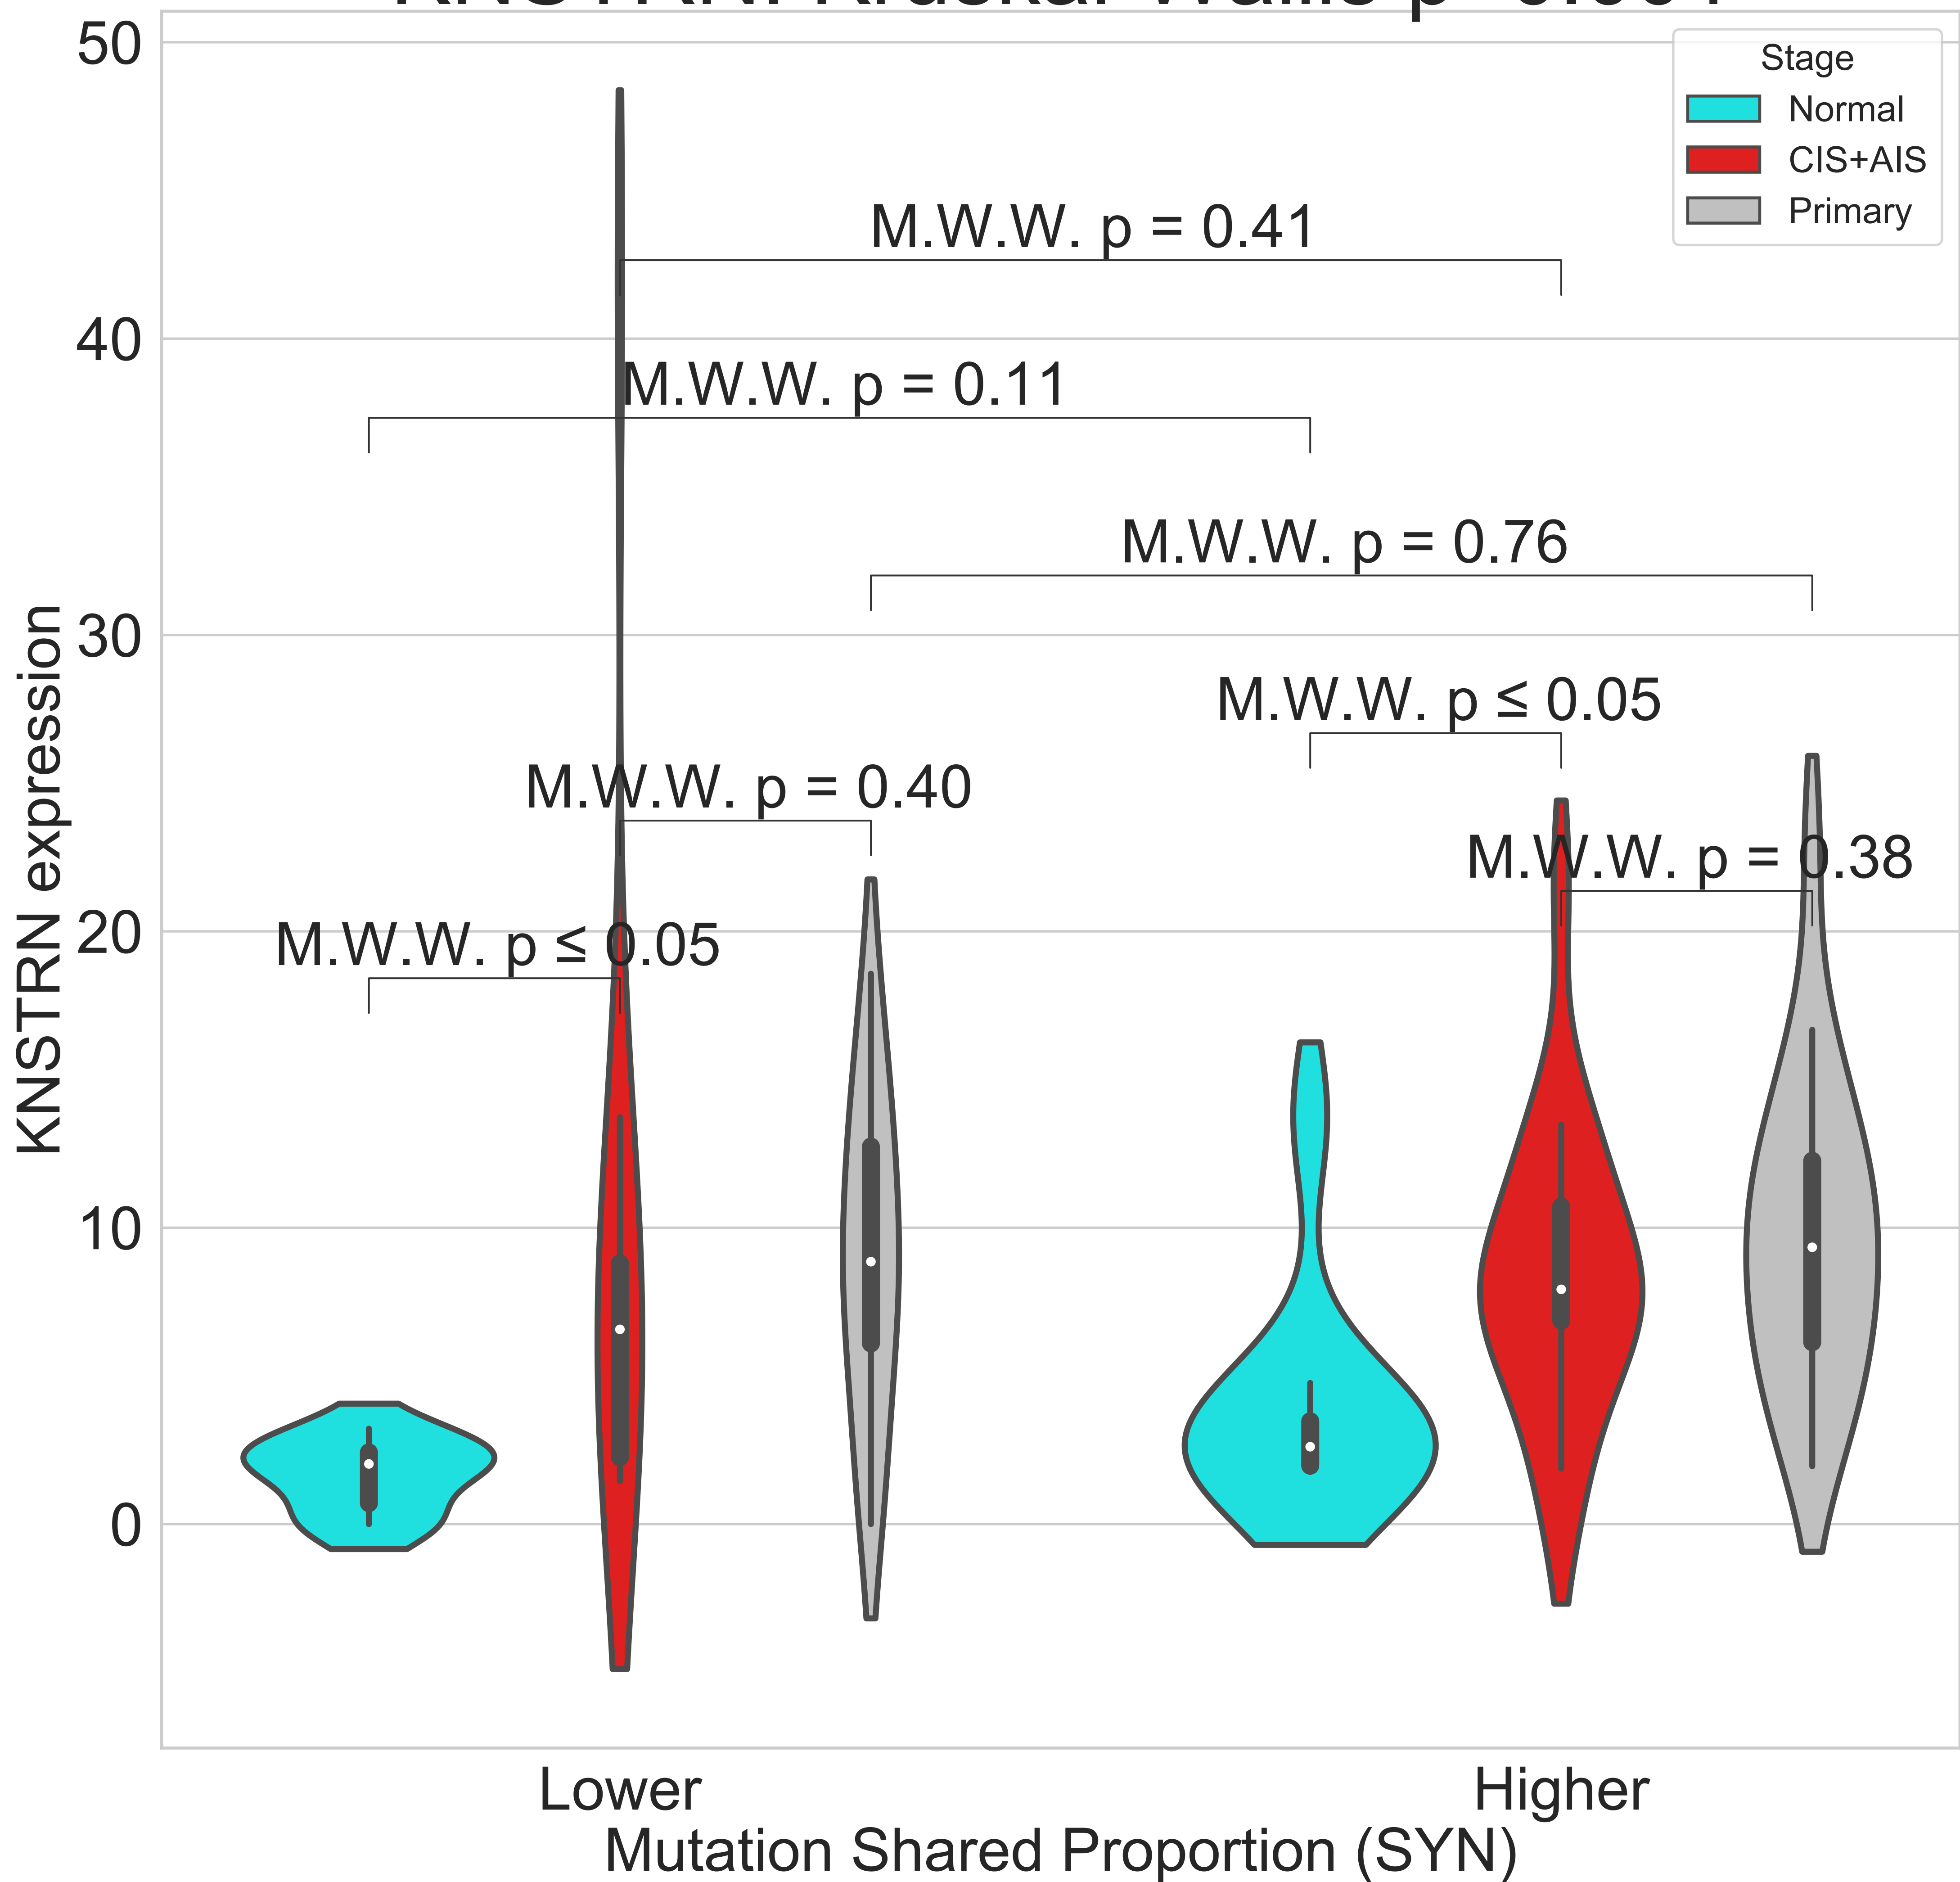 50
40
30
20
10
0
KNSTRN expression
Stage
Normal
CIS+AIS
Primary
M.W.W. p = 0.41
M.W.W. p = 0.11
M.W.W. p = 0.76
M.W.W. p ≤ 0.05
M.W.W. p = 0.40
M.W.W. p = 0.38
M.W.W. p ≤ 0.05
Lower
Higher
Mutation Shared Proportion (SYN)